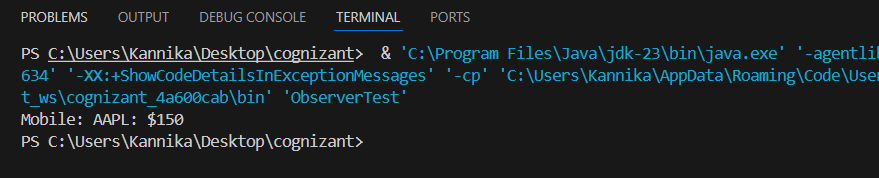 PROBLEMS OUTPUT DEBUG CONSOLE TERMINAL PORTS
PS C:\Users\Kannika\Desktop\cognizant>  & 'C:\Program Files\Java\jdk-23\bin\java.exe' '-agentlib
634' '-XX:+ShowCodeDetailsInExceptionMessages' '-cp' 'C:\Users\Kannika\AppData\Roaming\Code\User
t_ws\cognizant_4a600cab\bin' 'ObserverTest'
Mobile: AAPL: $150
PS C:\Users\Kannika\Desktop\cognizant>